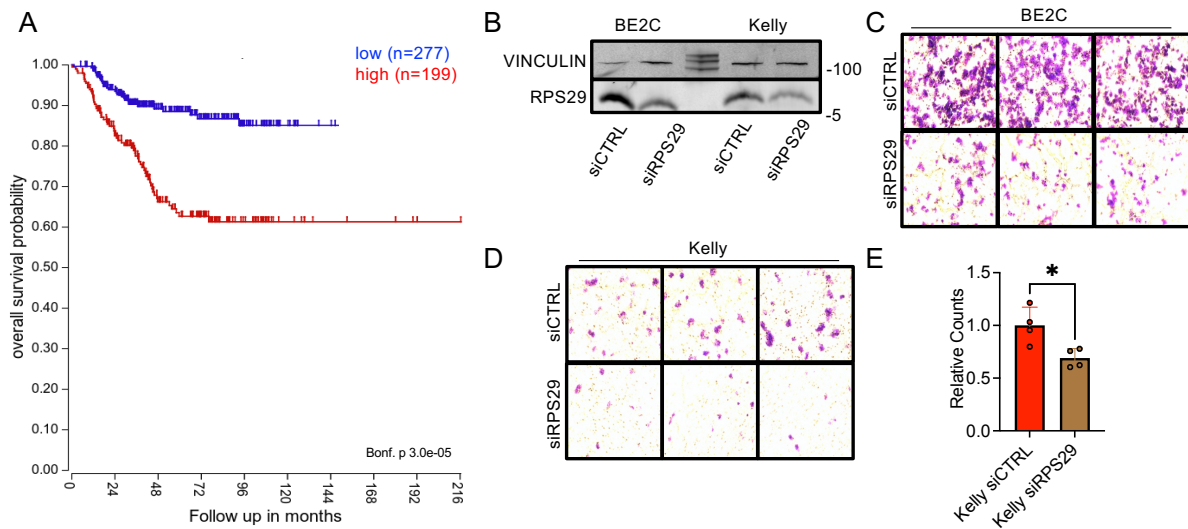 A
low (n=277)
high (n=199)
overall survival probability
1.00
0.90
0.80
0.70
0.60
0.50
0.40
0.30
0.20
0.10
0.00
Bonf. p 3.0e-05
0 24 48 72 96 120 144 168 192 216
Follow up in months
B
BE2C Kelly
VINCULIN
-100
RPS29
-5
siCTRL siRPS29 siCTRL siRPS29
C
BE2C
siCTRL
siRPS29
D
Kelly
siCTRL
siRPS29
E
*
Relative Counts
1.5
1.0
0.5
0.0
Kelly siCTRL
Kelly siRPS29